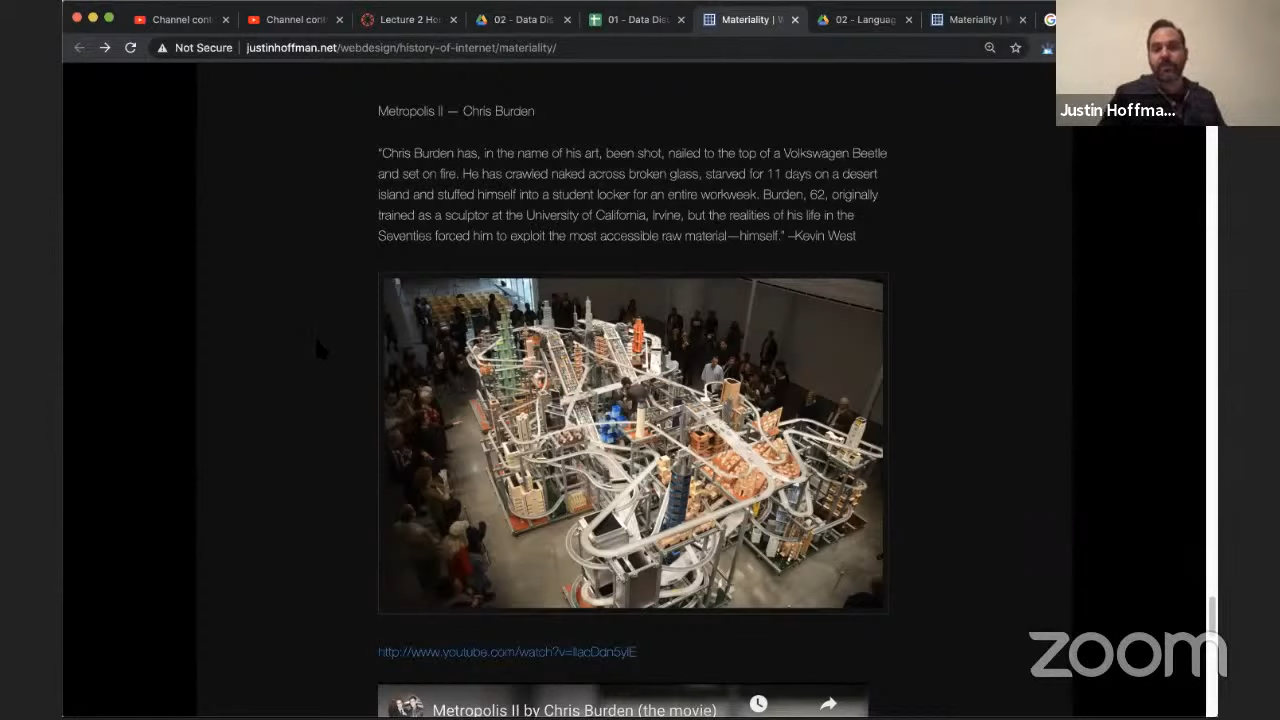 Channel cont
Channel cont
Lecture 2 Ho
02 - Data Dis
01 - Data Dis
Materiality | W
02 - Languag
Materiality | W
Not Secure
justinhoffman.net/webdesign/history-of-internet/materiality/
Justin Hoffma...
Metropolis II — Chris Burden
"Chris Burden has, in the name of his art, been shot, nailed to the top of a Volkswagen Beetle
and set on fire. He has crawled naked across broken glass, starved for 11 days on a desert
island and stuffed himself into a student locker for an entire workweek. Burden, 62, originally
trained as a sculptor at the University of California, Irvine, but the realities of his life in the
Seventies forced him to exploit the most accessible raw material—himself." –Kevin West
zoom
Metropolis II by Chris Burden (the movie)